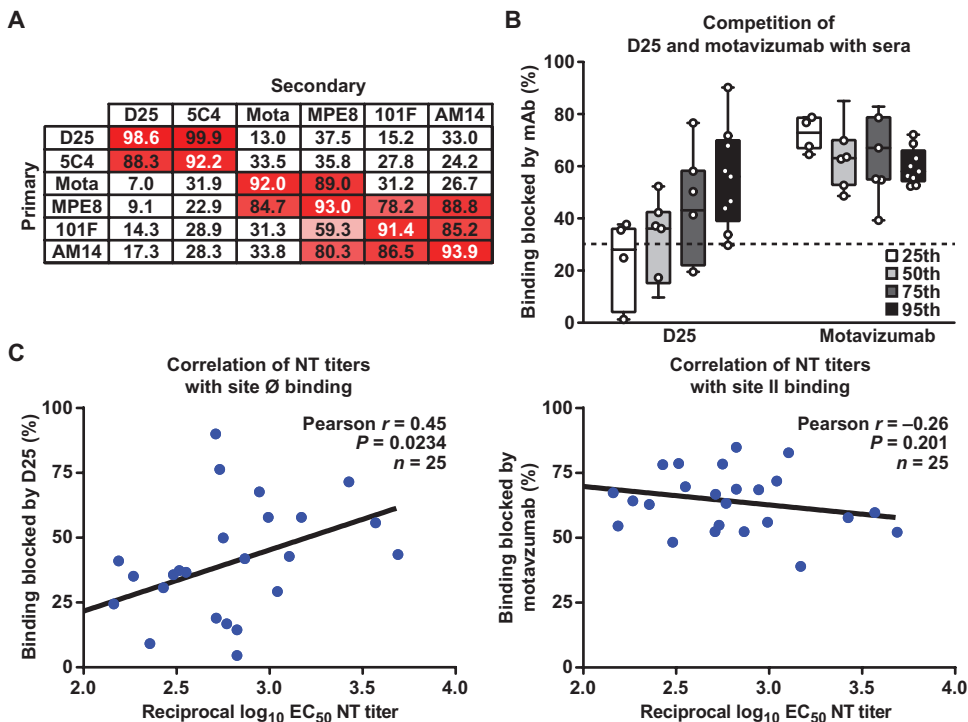 A
Secondary
Primary
D25 5C4 Mota MPE8 101F AM14
D25 98.6 99.9 13.0 37.5 15.2 33.0
5C4 88.3 92.2 33.5 35.8 27.8 24.2
Mota 7.0 31.9 92.0 89.0 31.2 26.7
MPE8 9.1 22.9 84.7 93.0 78.2 88.8
101F 14.3 28.9 31.3 59.3 91.4 85.2
AM14 17.3 28.3 33.8 80.3 86.5 93.9
B
Competition of
D25 and motavizumab with sera
Binding blocked by mAb (%)
100
80
60
40
20
0
25th
50th
75th
95th
D25 Motavizumab
C
Correlation of NT titers
with site Ø binding
Pearson r = 0.45
P = 0.0234
n = 25
Binding blocked by D25 (%)
100
75
50
25
0
2.0 2.5 3.0 3.5 4.0
Reciprocal log10 EC50 NT titer
Correlation of NT titers
with site II binding
Pearson r = –0.26
P = 0.201
n = 25
Binding blocked by
motavzumab (%)
100
75
50
25
0
2.0 2.5 3.0 3.5 4.0
Reciprocal log10 EC50 NT titer